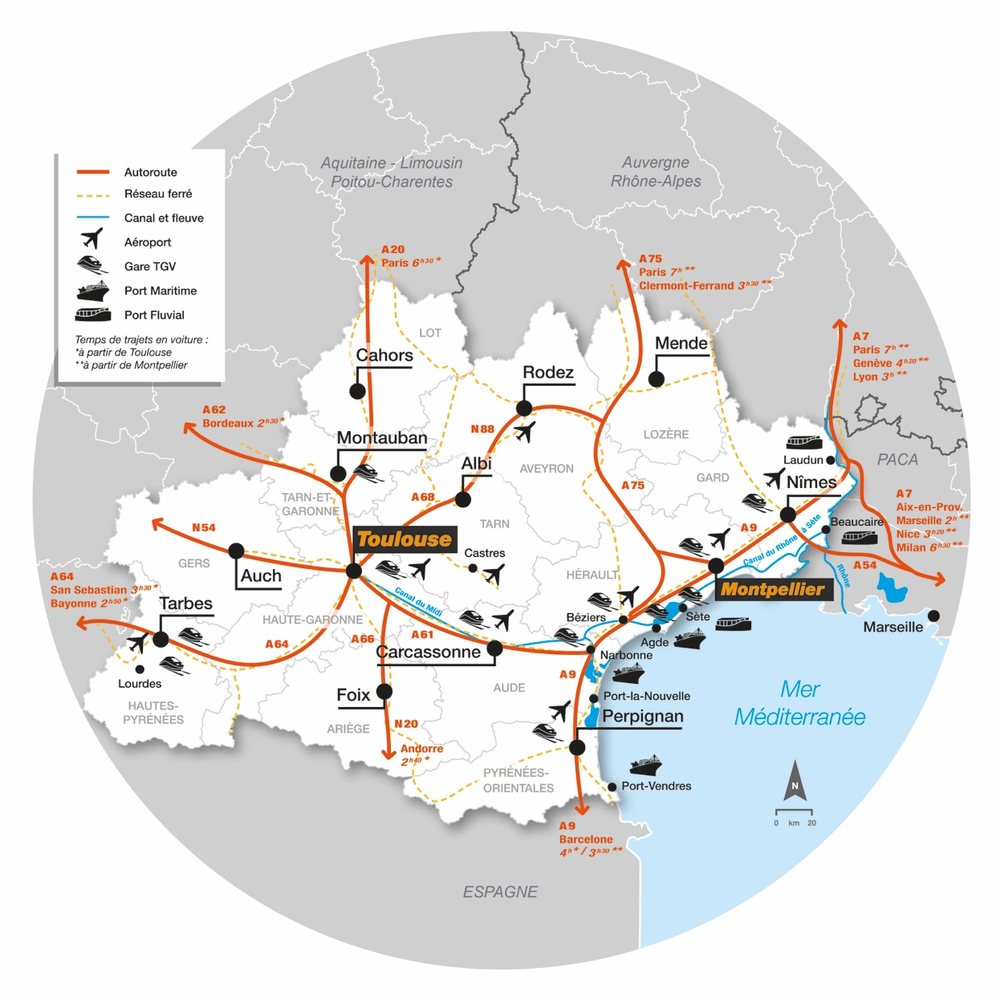 Autoroute
Réseau ferré
Canal et fleuve
Aéroport
Gare TGV
Port Maritime
Port Fluvial
Temps de trajets en voiture :
*à partir de Toulouse
**à partir de Montpellier
Aquitaine - Limousin
Poitou-Charentes
Auvergne
Rhône-Alpes
A20
Paris 6h30 *
A75
Paris 7h **
Clermont-Ferrand 3h30 **
A7
Paris 7h **
Genève 4h20 **
Lyon 3h **
LOT
Cahors
Mende
Rodez
A62
Bordeaux 2h30 *
N88
Montauban
LOZÈRE
Laudun
PACA
Albi
AVEYRON
GARD
Nîmes
A75
A68
TARN-ET-
GARONNE
A7
Aix-en-Prov.
Marseille 2h **
Nice 3h20 **
Milan 6h30 **
N54
TARN
A9
Beaucaire
Toulouse
Castres
Canal du Rhône à Sète
GERS
Auch
HÉRAULT
A54
Rhône
A64
San Sebastian 3h30 *
Bayonne 2h50 *
Tarbes
Canal du Midi
Montpellier
HAUTE-GARONNE
Béziers
Sète
Marseille
A64
A66
A61
Agde
Carcassonne
Narbonne
Lourdes
Foix
AUDE
A9
Port-la-Nouvelle
Mer
Méditerranée
HAUTES-
PYRÉNÉES
ARIÈGE
N20
Perpignan
Andorre
2h40 *
PYRÉNÉES-
ORIENTALES
Port-Vendres
N
0 km 20
A9
Barcelone
4h* / 3h30 **
ESPAGNE